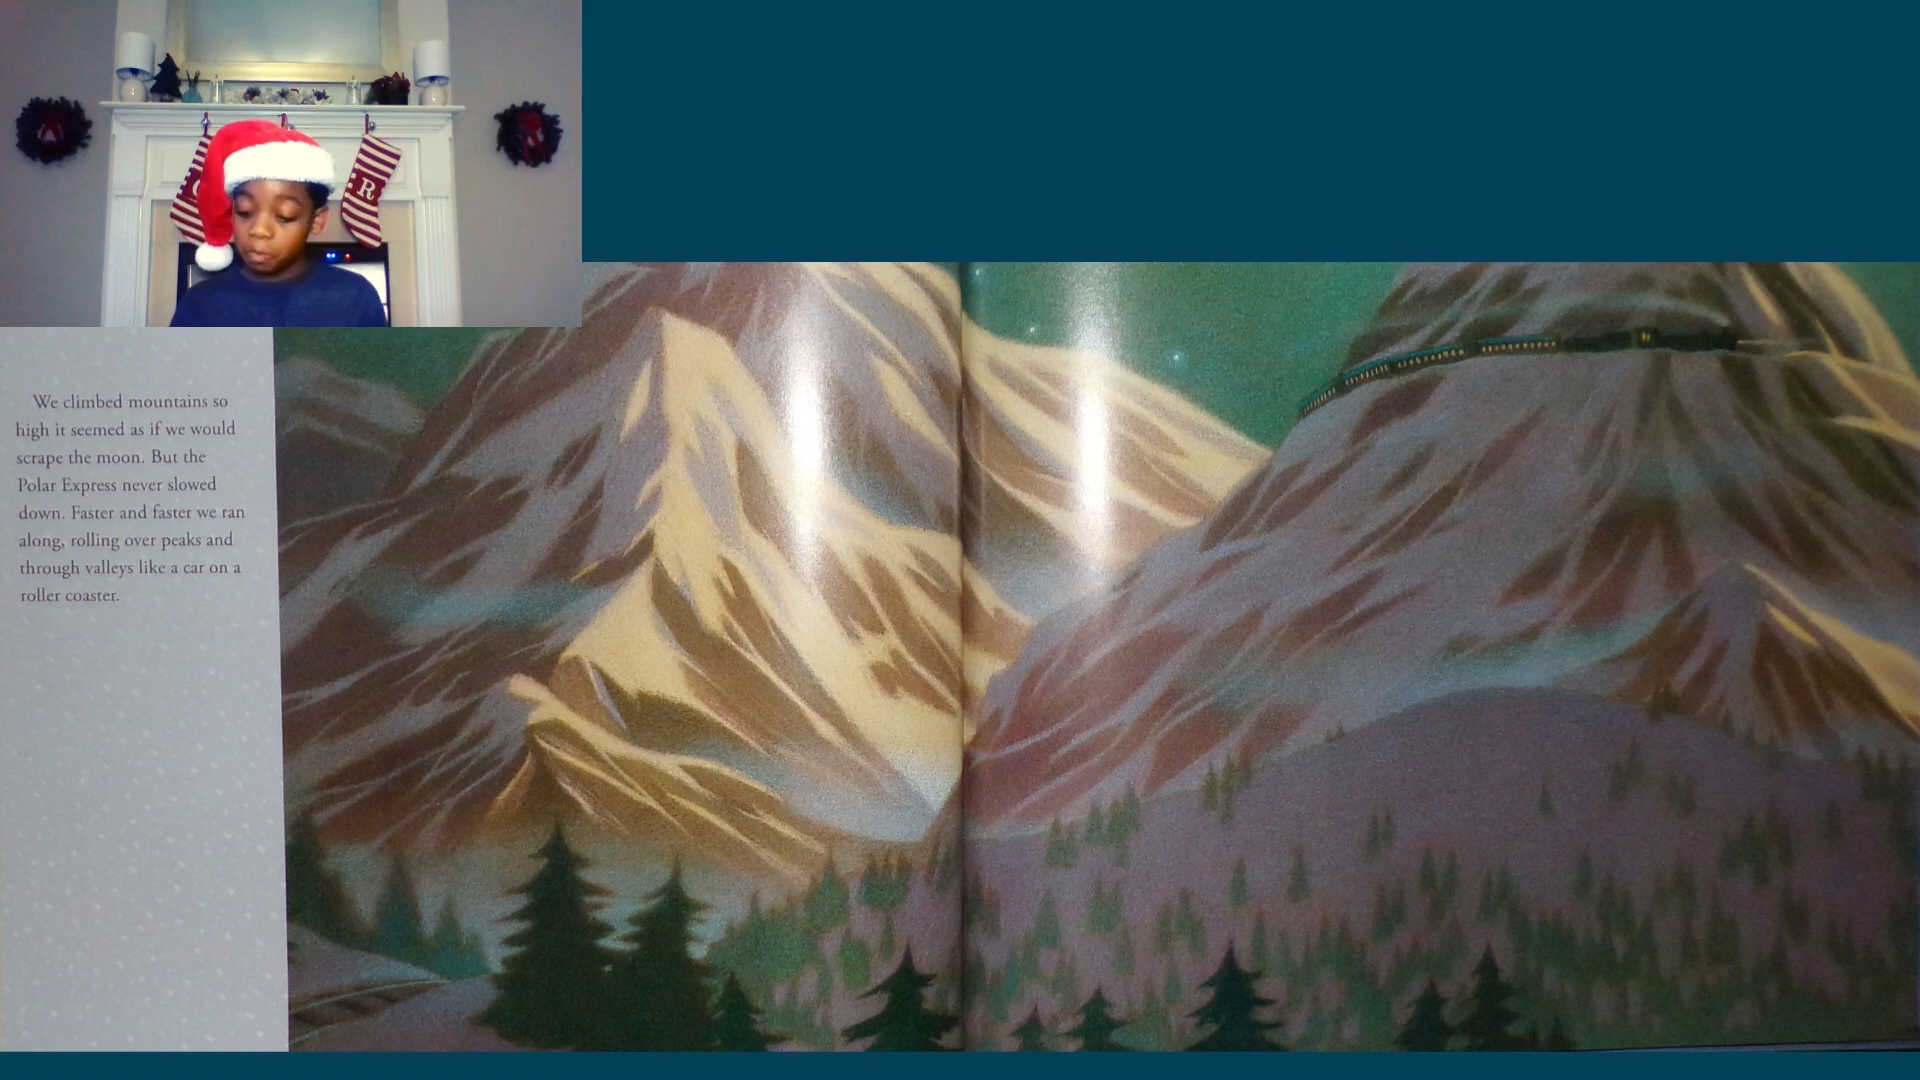 R
We climbed mountains so
high it seemed as if we would
scrape the moon. But the
Polar Express never slowed
down. Faster and faster we ran
along, rolling over peaks and
through valleys like a car on a
roller coaster.